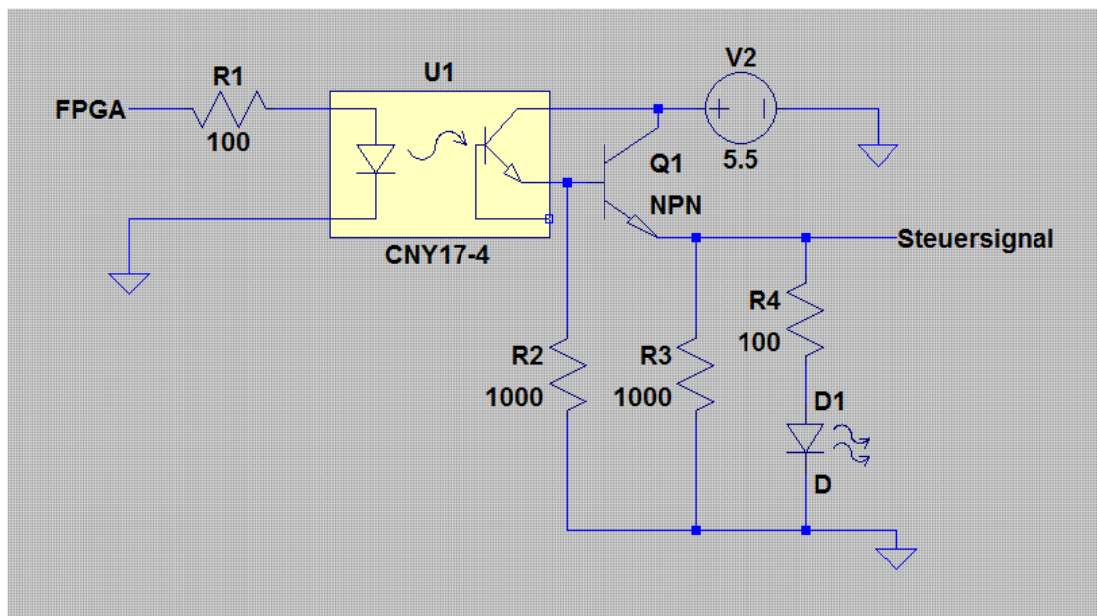 U1
V2
R1
FPGA
100
Q1
5.5
NPN
CNY17-4
Steuersignal
R4
100
R2
1000
R3
1000
D1
D